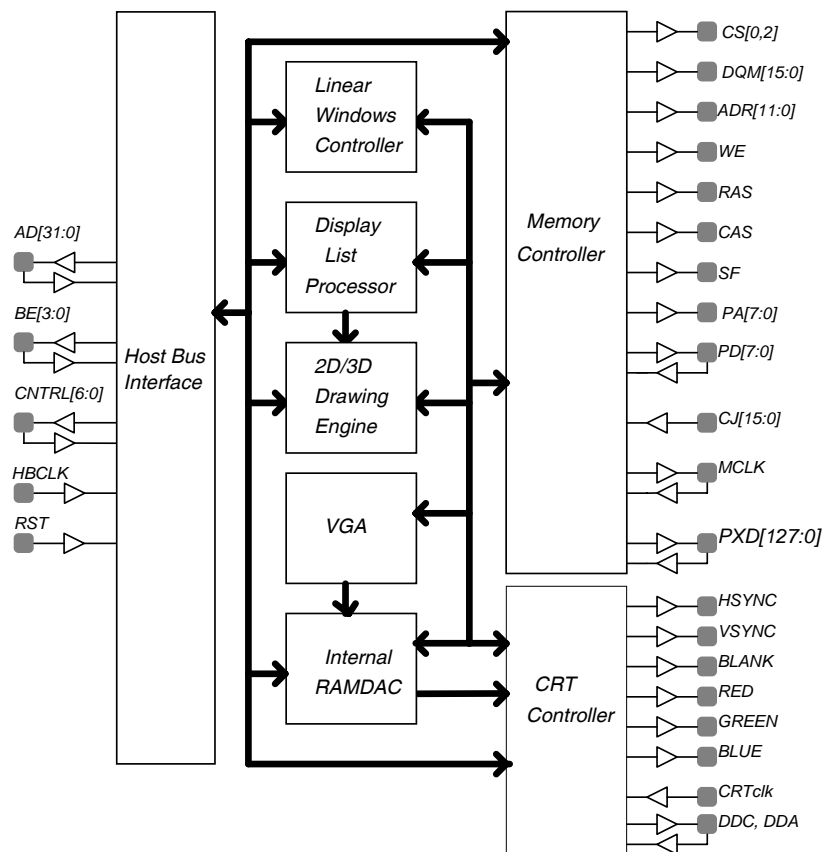 AD[31:0]
BE[3:0]
CNTRL[6:0]
HBCLK
RST
Host Bus
Interface
Linear
Windows
Controller
Display
List
Processor
2D/3D
Drawing
Engine
VGA
Internal
RAMDAC
Memory
Controller
CRT
Controller
CS[0,2]
DQM[15:0]
ADR[11:0]
WE
RAS
CAS
SF
PA[7:0]
PD[7:0]
CJ[15:0]
MCLK
PXD[127:0]
HSYNC
VSYNC
BLANK
RED
GREEN
BLUE
CRTclk
DDC, DDA